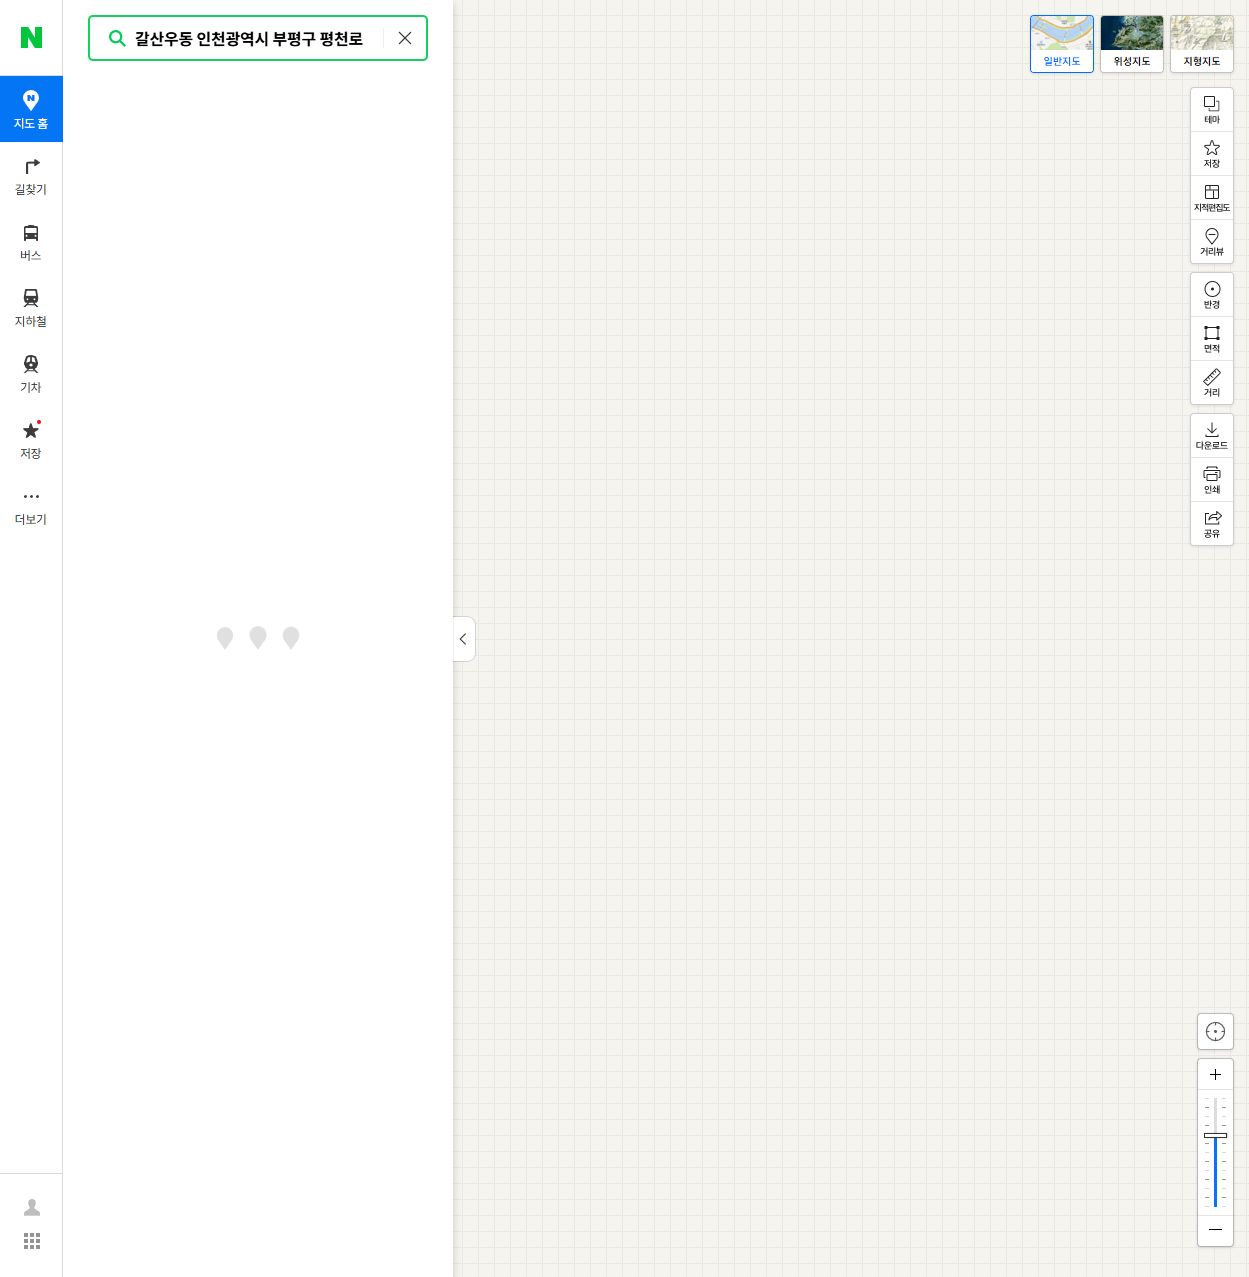 N
갈산우동 인천광역시 부평구 평천로
지도 홈
길찾기
버스
지하철
기차
저장
더보기
일반지도
위성지도
지형지도
테마
저장
지적편집도
거리뷰
반경
면적
거리
다운로드
인쇄
공유